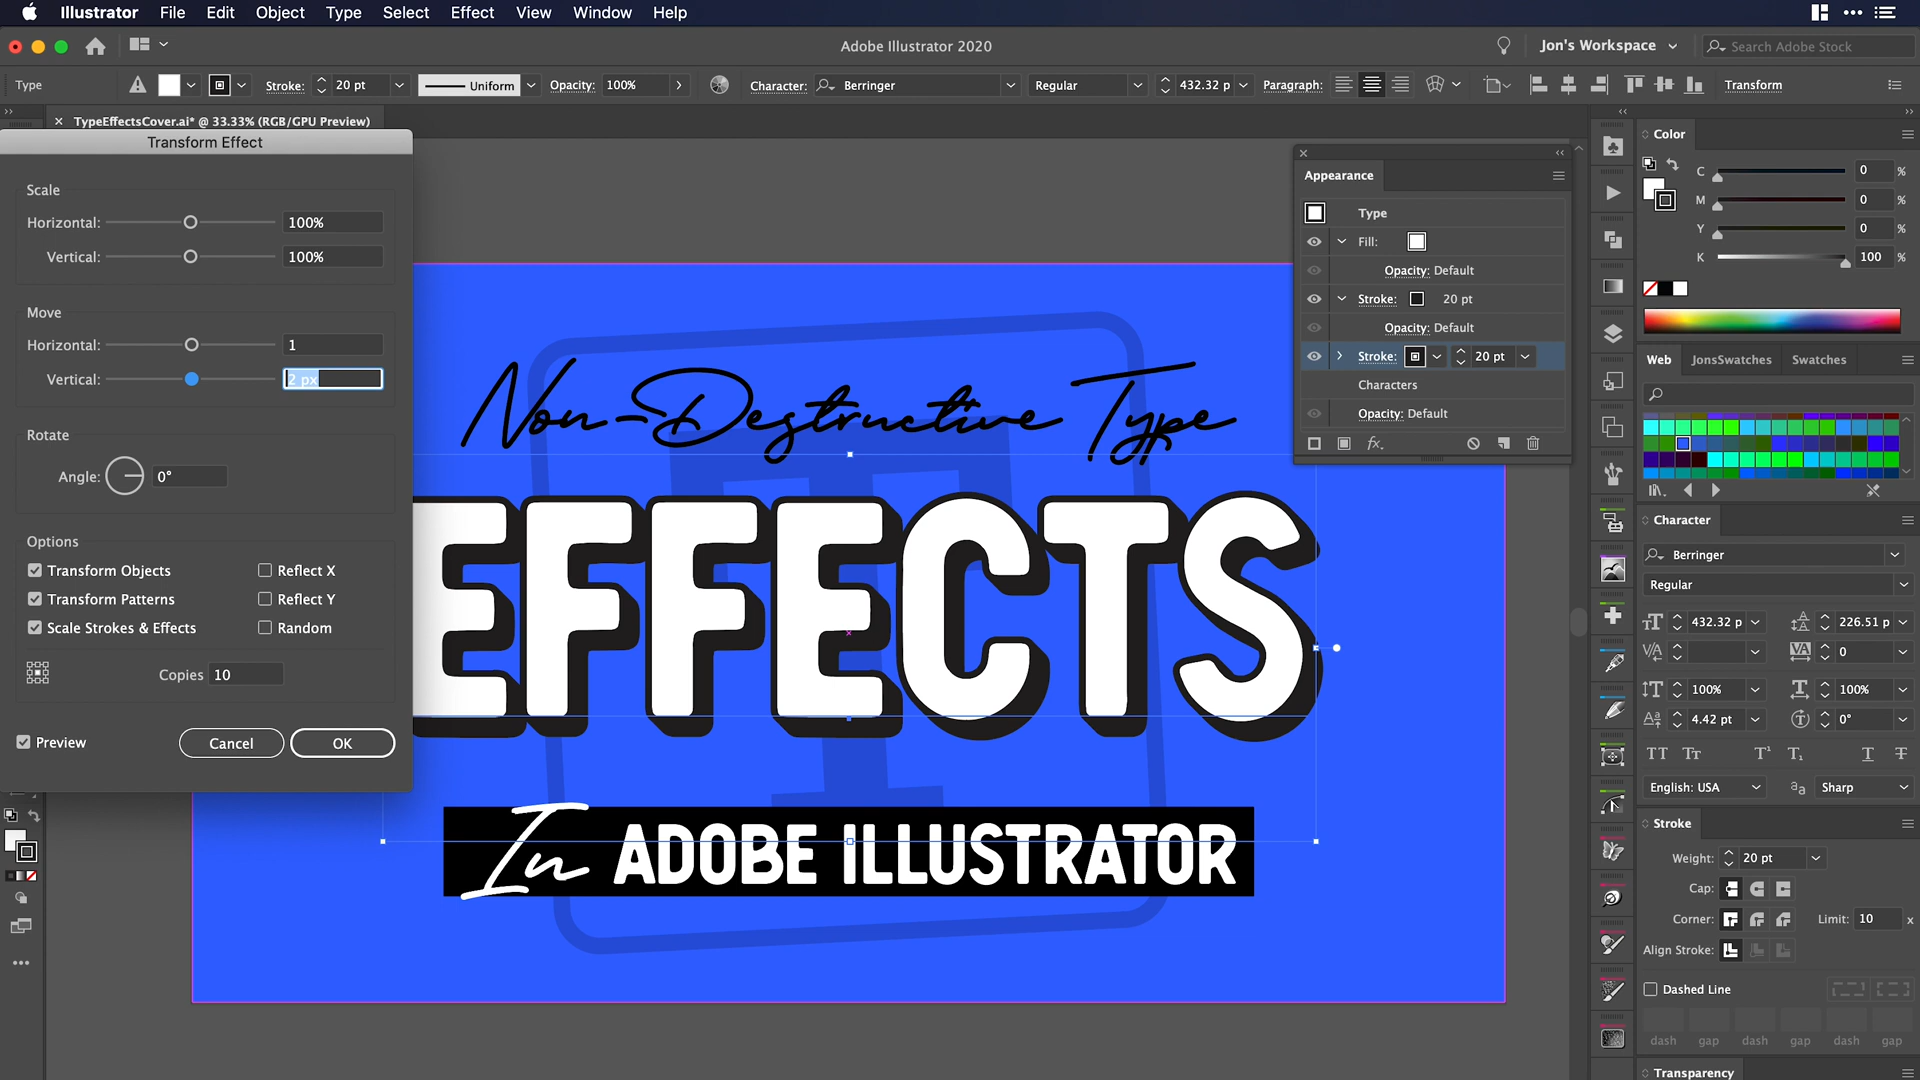 Illustrator File Edit Object Type Select Effect View Window Help
Adobe Illustrator 2020
Jon's Workspace
Search Adobe Stock
Type Stroke: 20 pt Uniform Opacity: 100% Character: Berringer Regular 432.32 p Paragraph: Transform
TypeEffectsCover.ai* @ 33.33% (RGB/GPU Preview)
Transform Effect
Scale
Horizontal: 100%
Vertical: 100%
Move
Horizontal: 1
Vertical: 2 px
Rotate
Angle: 0°
Options
Transform Objects Reflect X
Transform Patterns Reflect Y
Scale Strokes & Effects Random
Copies 10
Preview Cancel OK
Non-Destructive Type
EFFECTS
In ADOBE ILLUSTRATOR
Appearance
Type
Fill:
Opacity: Default
Stroke: 20 pt
Opacity: Default
Stroke: 20 pt
Characters
Opacity: Default
fx.
Color
C 0 %
M 0 %
Y 0 %
K 100 %
Web JonsSwatches Swatches
Character
Berringer
Regular
432.32 p 226.51 p
0
100% 100%
4.42 pt 0°
English: USA Sharp
Stroke
Weight: 20 pt
Cap:
Corner: Limit: 10 x
Align Stroke:
Dashed Line
dash gap dash gap dash gap
Transparency